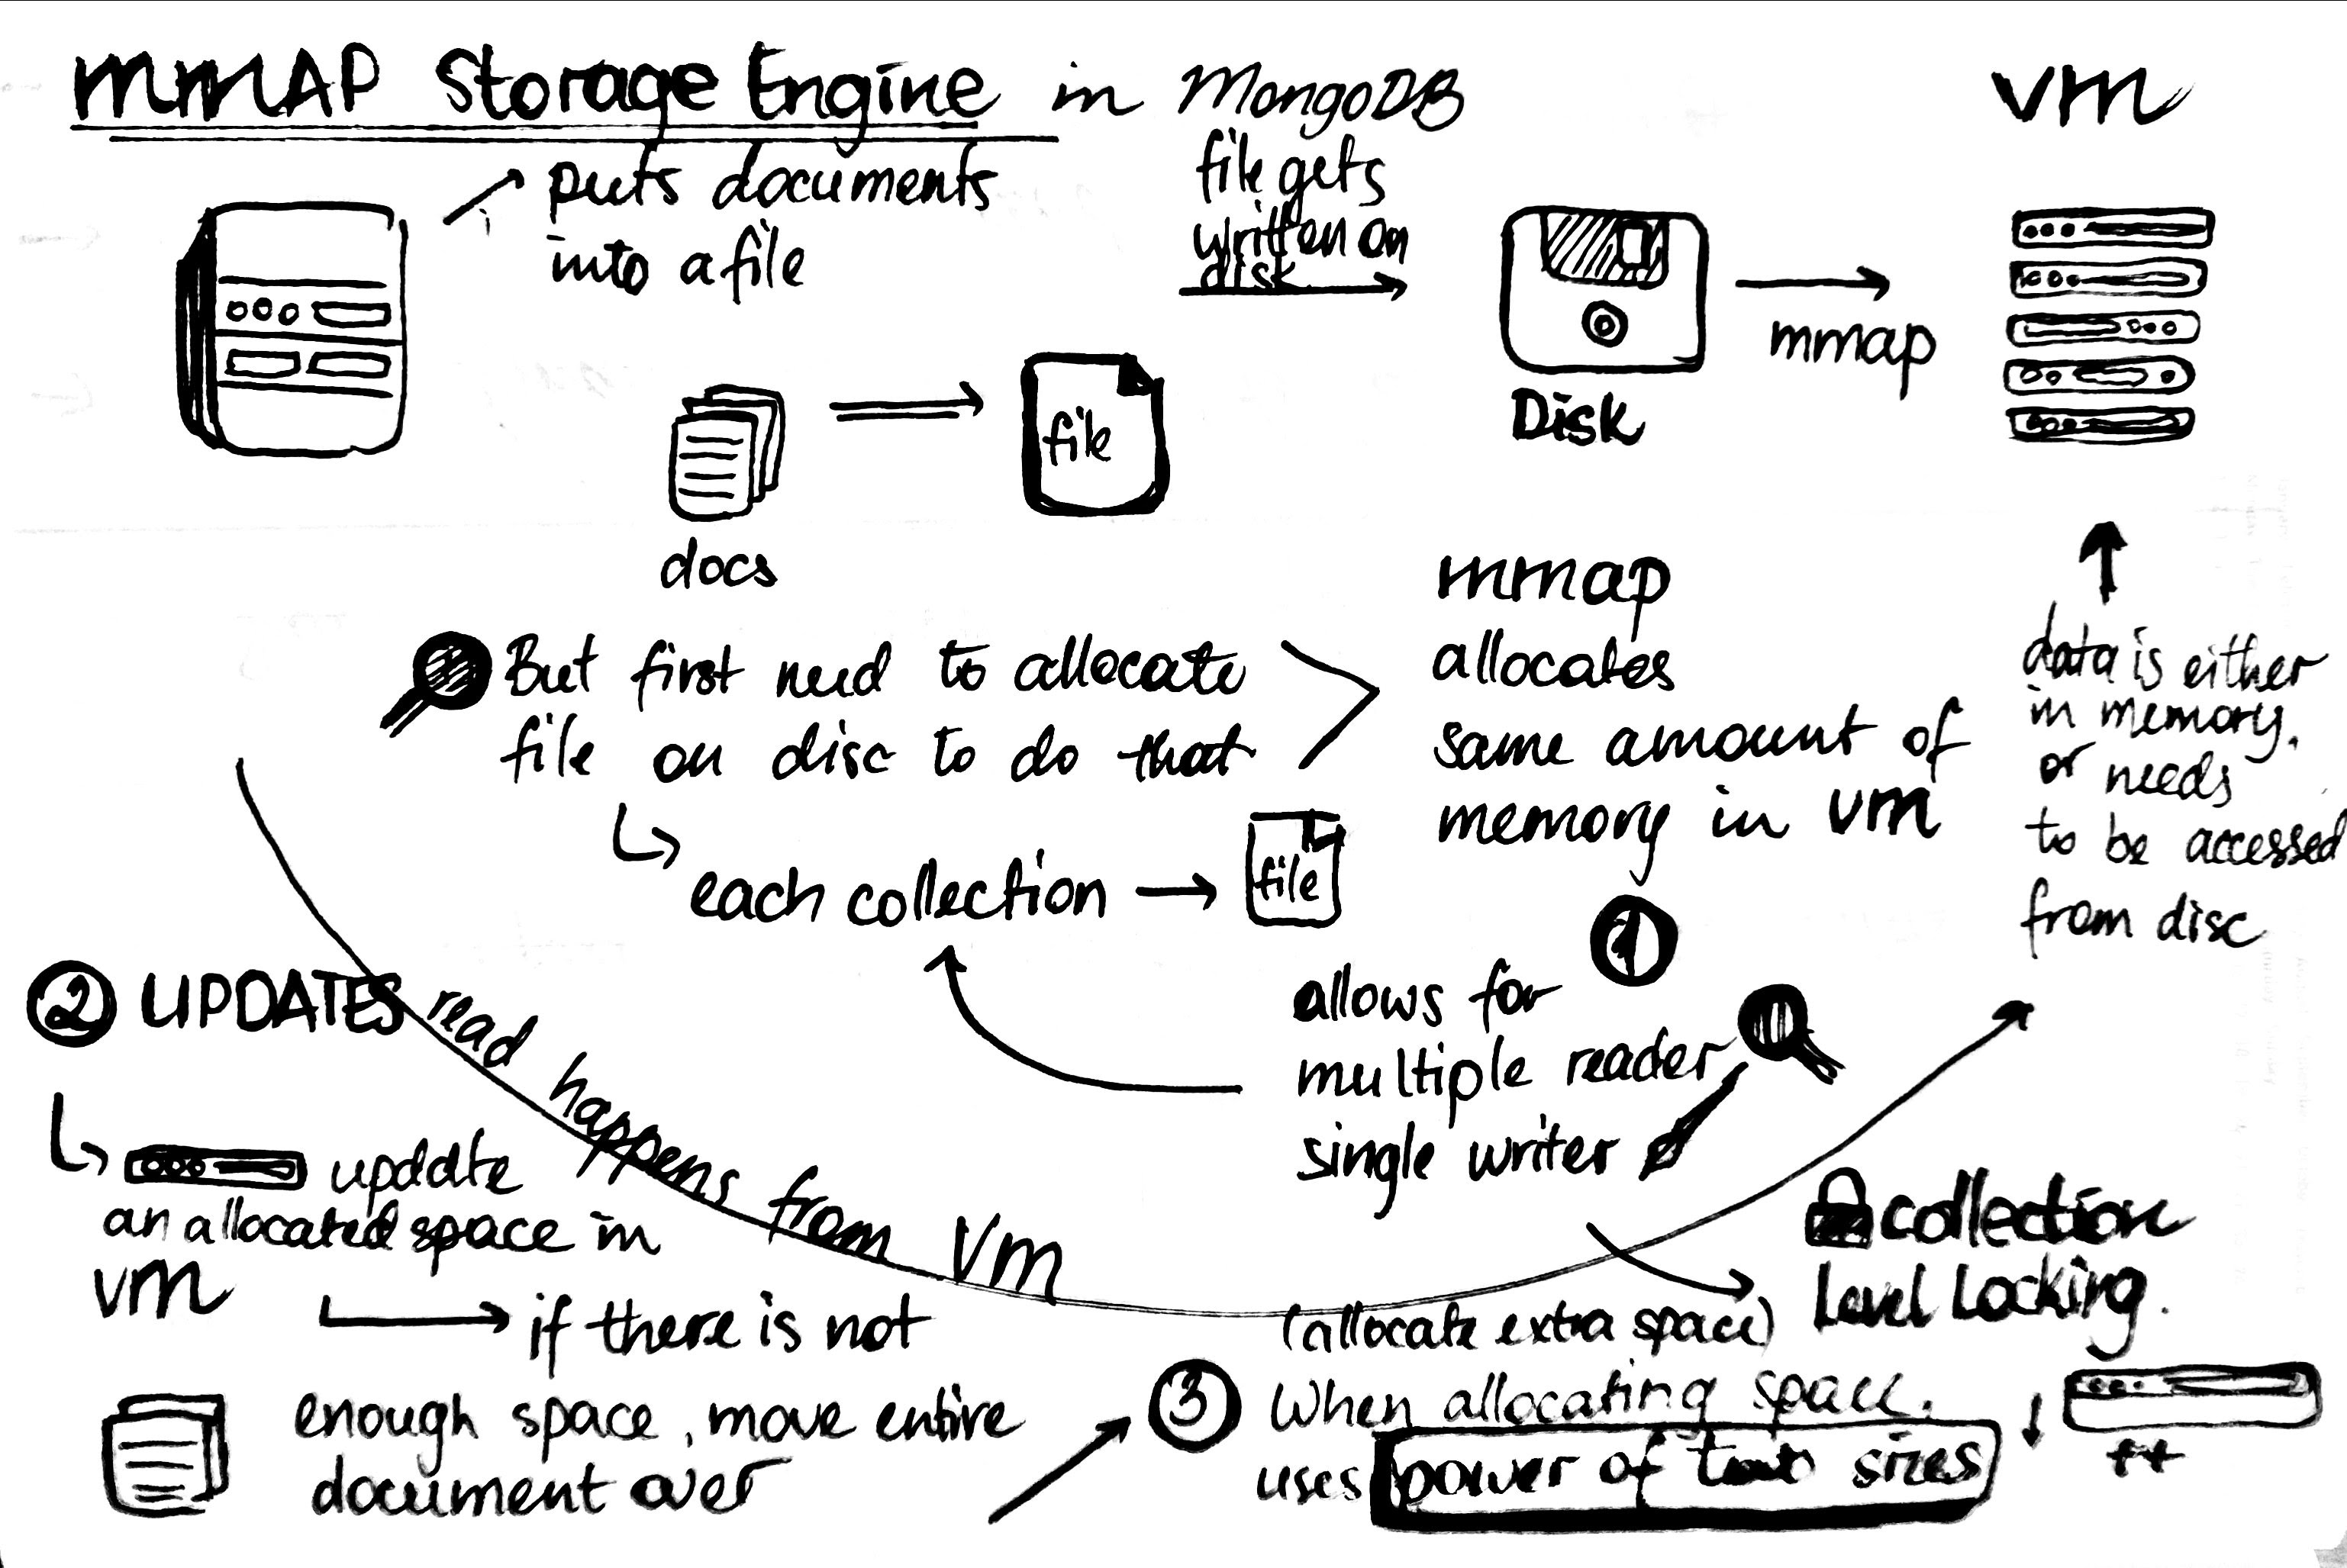 mmAP Storage Engine in MongoDB
puts documents
into a file
file gets
written on
disk
docs
file
Disk
mmap
VM
But first need to allocate
file on disc to do that
each collection
file
mmap
allocates
same amount of
memory in VM
data is either
in memory.
or needs
to be accessed
from disc
1
allows for
multiple reader
single writer
collection
level locking.
read happens from VM
2 UPDATES
update
an allocated space in
VM
if there is not
enough space, move entire
document over
(allocate extra space)
3 When allocating space.
uses power of two sizes
++